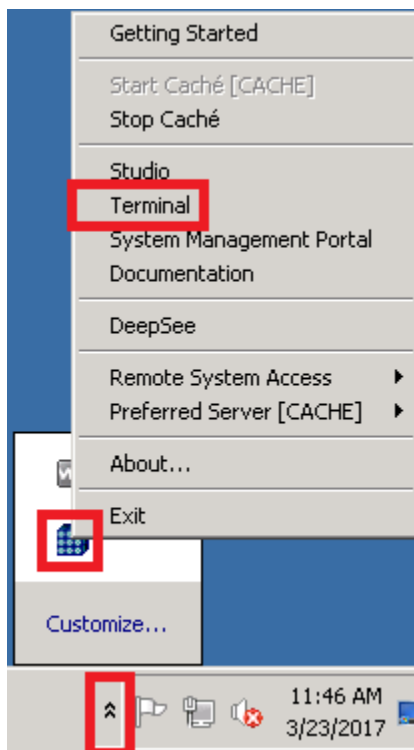 Getting Started
Start Caché [CACHE]
Stop Caché
Studio
Terminal
System Management Portal
Documentation
DeepSee
Remote System Access
Preferred Server [CACHE]
About...
Exit
Customize...
11:46 AM
3/23/2017